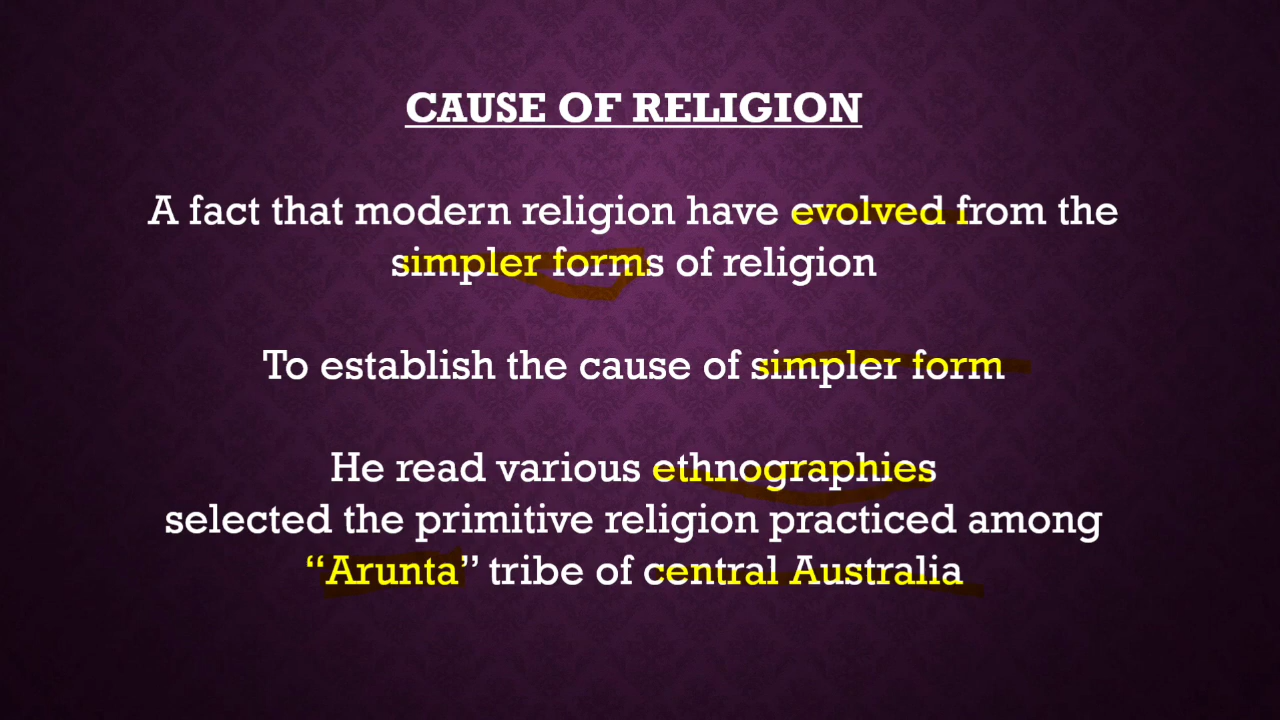 CAUSE OF RELIGION
A fact that modern religion have evolved from the
simpler forms of religion
To establish the cause of simpler form
He read various ethnographies
selected the primitive religion practiced among
“Arunta” tribe of central Australia